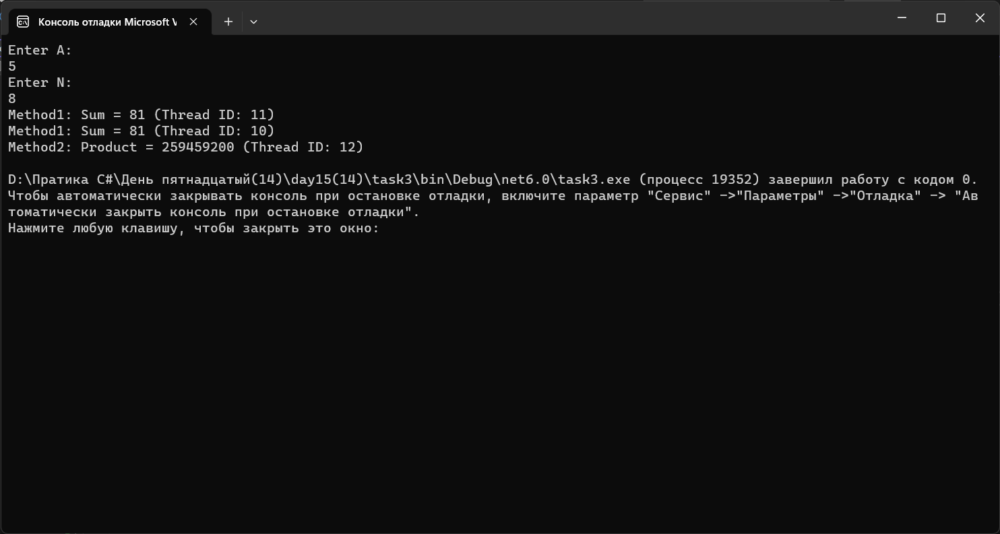 Консоль отладки Microsoft V
Enter A:
5
Enter N:
8
Method1: Sum = 81 (Thread ID: 11)
Method1: Sum = 81 (Thread ID: 10)
Method2: Product = 259459200 (Thread ID: 12)
D:\Пратика C#\День пятнадцатый(14)\day15(14)\task3\bin\Debug\net6.0\task3.exe (процесс 19352) завершил работу с кодом 0.
Чтобы автоматически закрывать консоль при остановке отладки, включите параметр "Сервис" ->"Параметры" ->"Отладка" -> "Ав
томатически закрыть консоль при остановке отладки".
Нажмите любую клавишу, чтобы закрыть это окно: